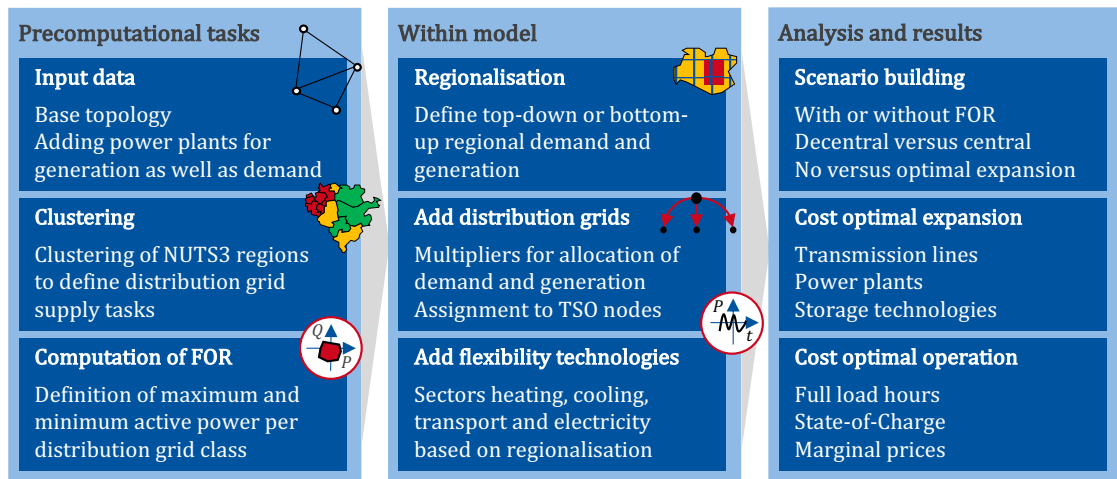 Precomputational tasks
Input data
Base topology
Adding power plants for
generation as well as demand
Clustering
Clustering of NUTS3 regions
to define distribution grid
supply tasks
Computation of FOR
Q
P
Definition of maximum and
minimum active power per
distribution grid class
Within model
Regionalisation
Define top-down or bottom-
up regional demand and
generation
Add distribution grids
Multipliers for allocation of
demand and generation
Assignment to TSO nodes
P
t
Add flexibility technologies
Sectors heating, cooling,
transport and electricity
based on regionalisation
Analysis and results
Scenario building
With or without FOR
Decentral versus central
No versus optimal expansion
Cost optimal expansion
Transmission lines
Power plants
Storage technologies
Cost optimal operation
Full load hours
State-of-Charge
Marginal prices